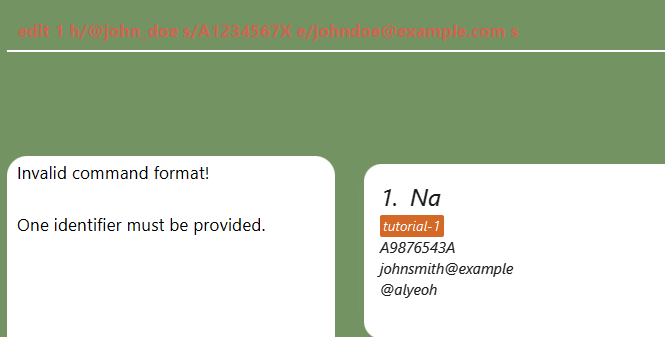 edit 1 h/@john_doe s/A1234567X e/johndoe@example.com s
Invalid command format!
One identifier must be provided.
1. Na
tutorial-1
A9876543A
johnsmith@example
@alyeoh